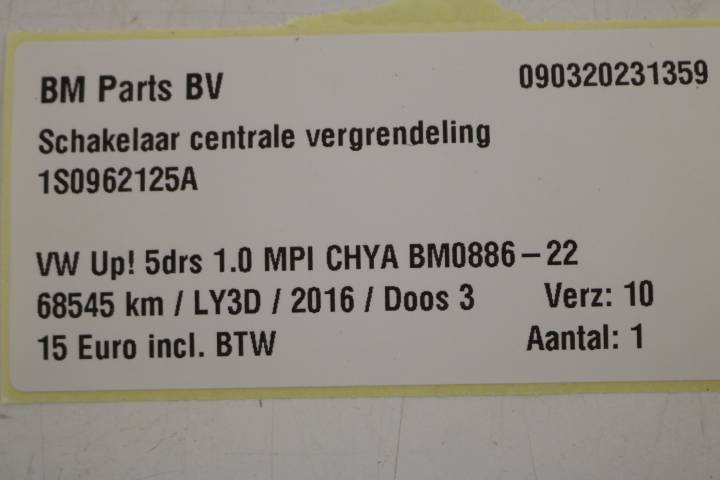 BM Parts BV 090320231359
Schakelaar centrale vergrendeling
1S0962125A
VW Up! 5drs 1.0 MPI CHYA BM0886-22
68545 km / LY3D / 2016 / Doos 3 Verz: 10
15 Euro incl. BTW Aantal: 1